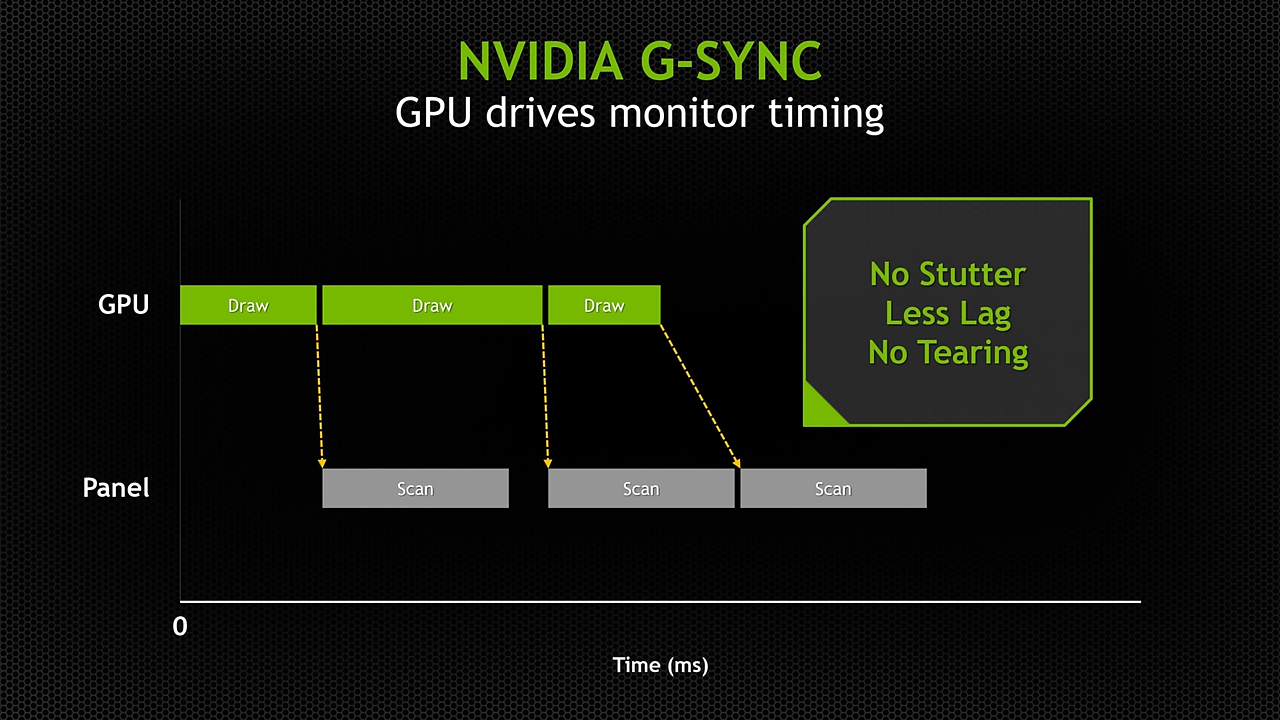 NVIDIA G-SYNC
GPU drives monitor timing
No Stutter
Less Lag
No Tearing
GPU
Draw
Draw
Draw
Panel
Scan
Scan
Scan
0
Time (ms)